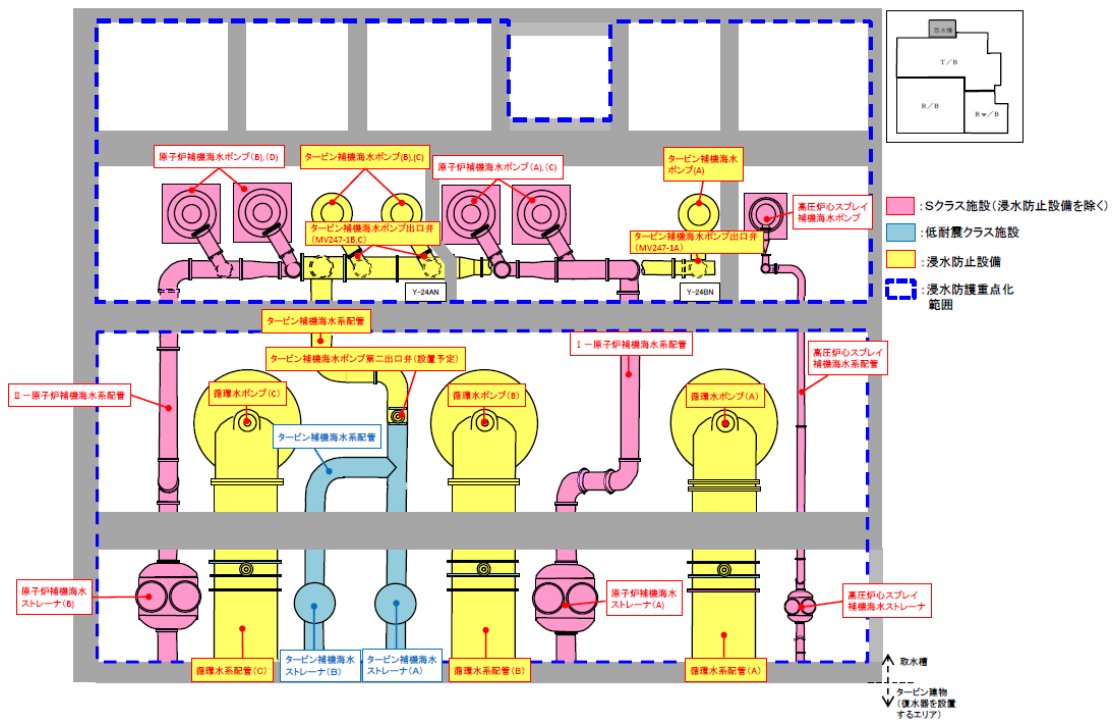 取水槽
T/B
R/B
Rw/B
原子炉補機海水ポンプ(B),(D)
タービン補機海水ポンプ(B),(C)
原子炉補機海水ポンプ(A),(C)
タービン補機海水
ポンプ(A)
高圧炉心スプレイ
補機海水ポンプ
:Sクラス施設(浸水防止設備を除く)
:低耐震クラス施設
:浸水防止設備
:浸水防護重点化
範囲
タービン補機海水ポンプ出口弁
(MV247-1B,C)
タービン補機海水ポンプ出口弁
(MV247-1A)
Y-24AN
Y-24BN
タービン補機海水系配管
タービン補機海水ポンプ第二出口弁(設置予定)
Ⅰ-原子炉補機海水系配管
高圧炉心スプレイ
補機海水系配管
Ⅱ-原子炉補機海水系配管
循環水ポンプ(C)
循環水ポンプ(B)
循環水ポンプ(A)
タービン補機海水系配管
原子炉補機海水
ストレーナ(B)
原子炉補機海水
ストレーナ(A)
高圧炉心スプレイ
補機海水ストレーナ
循環水系配管(C)
タービン補機海水
ストレーナ(B)
タービン補機海水
ストレーナ(A)
循環水系配管(B)
循環水系配管(A)
取水槽
タービン建物
(復水器を設置
するエリア)